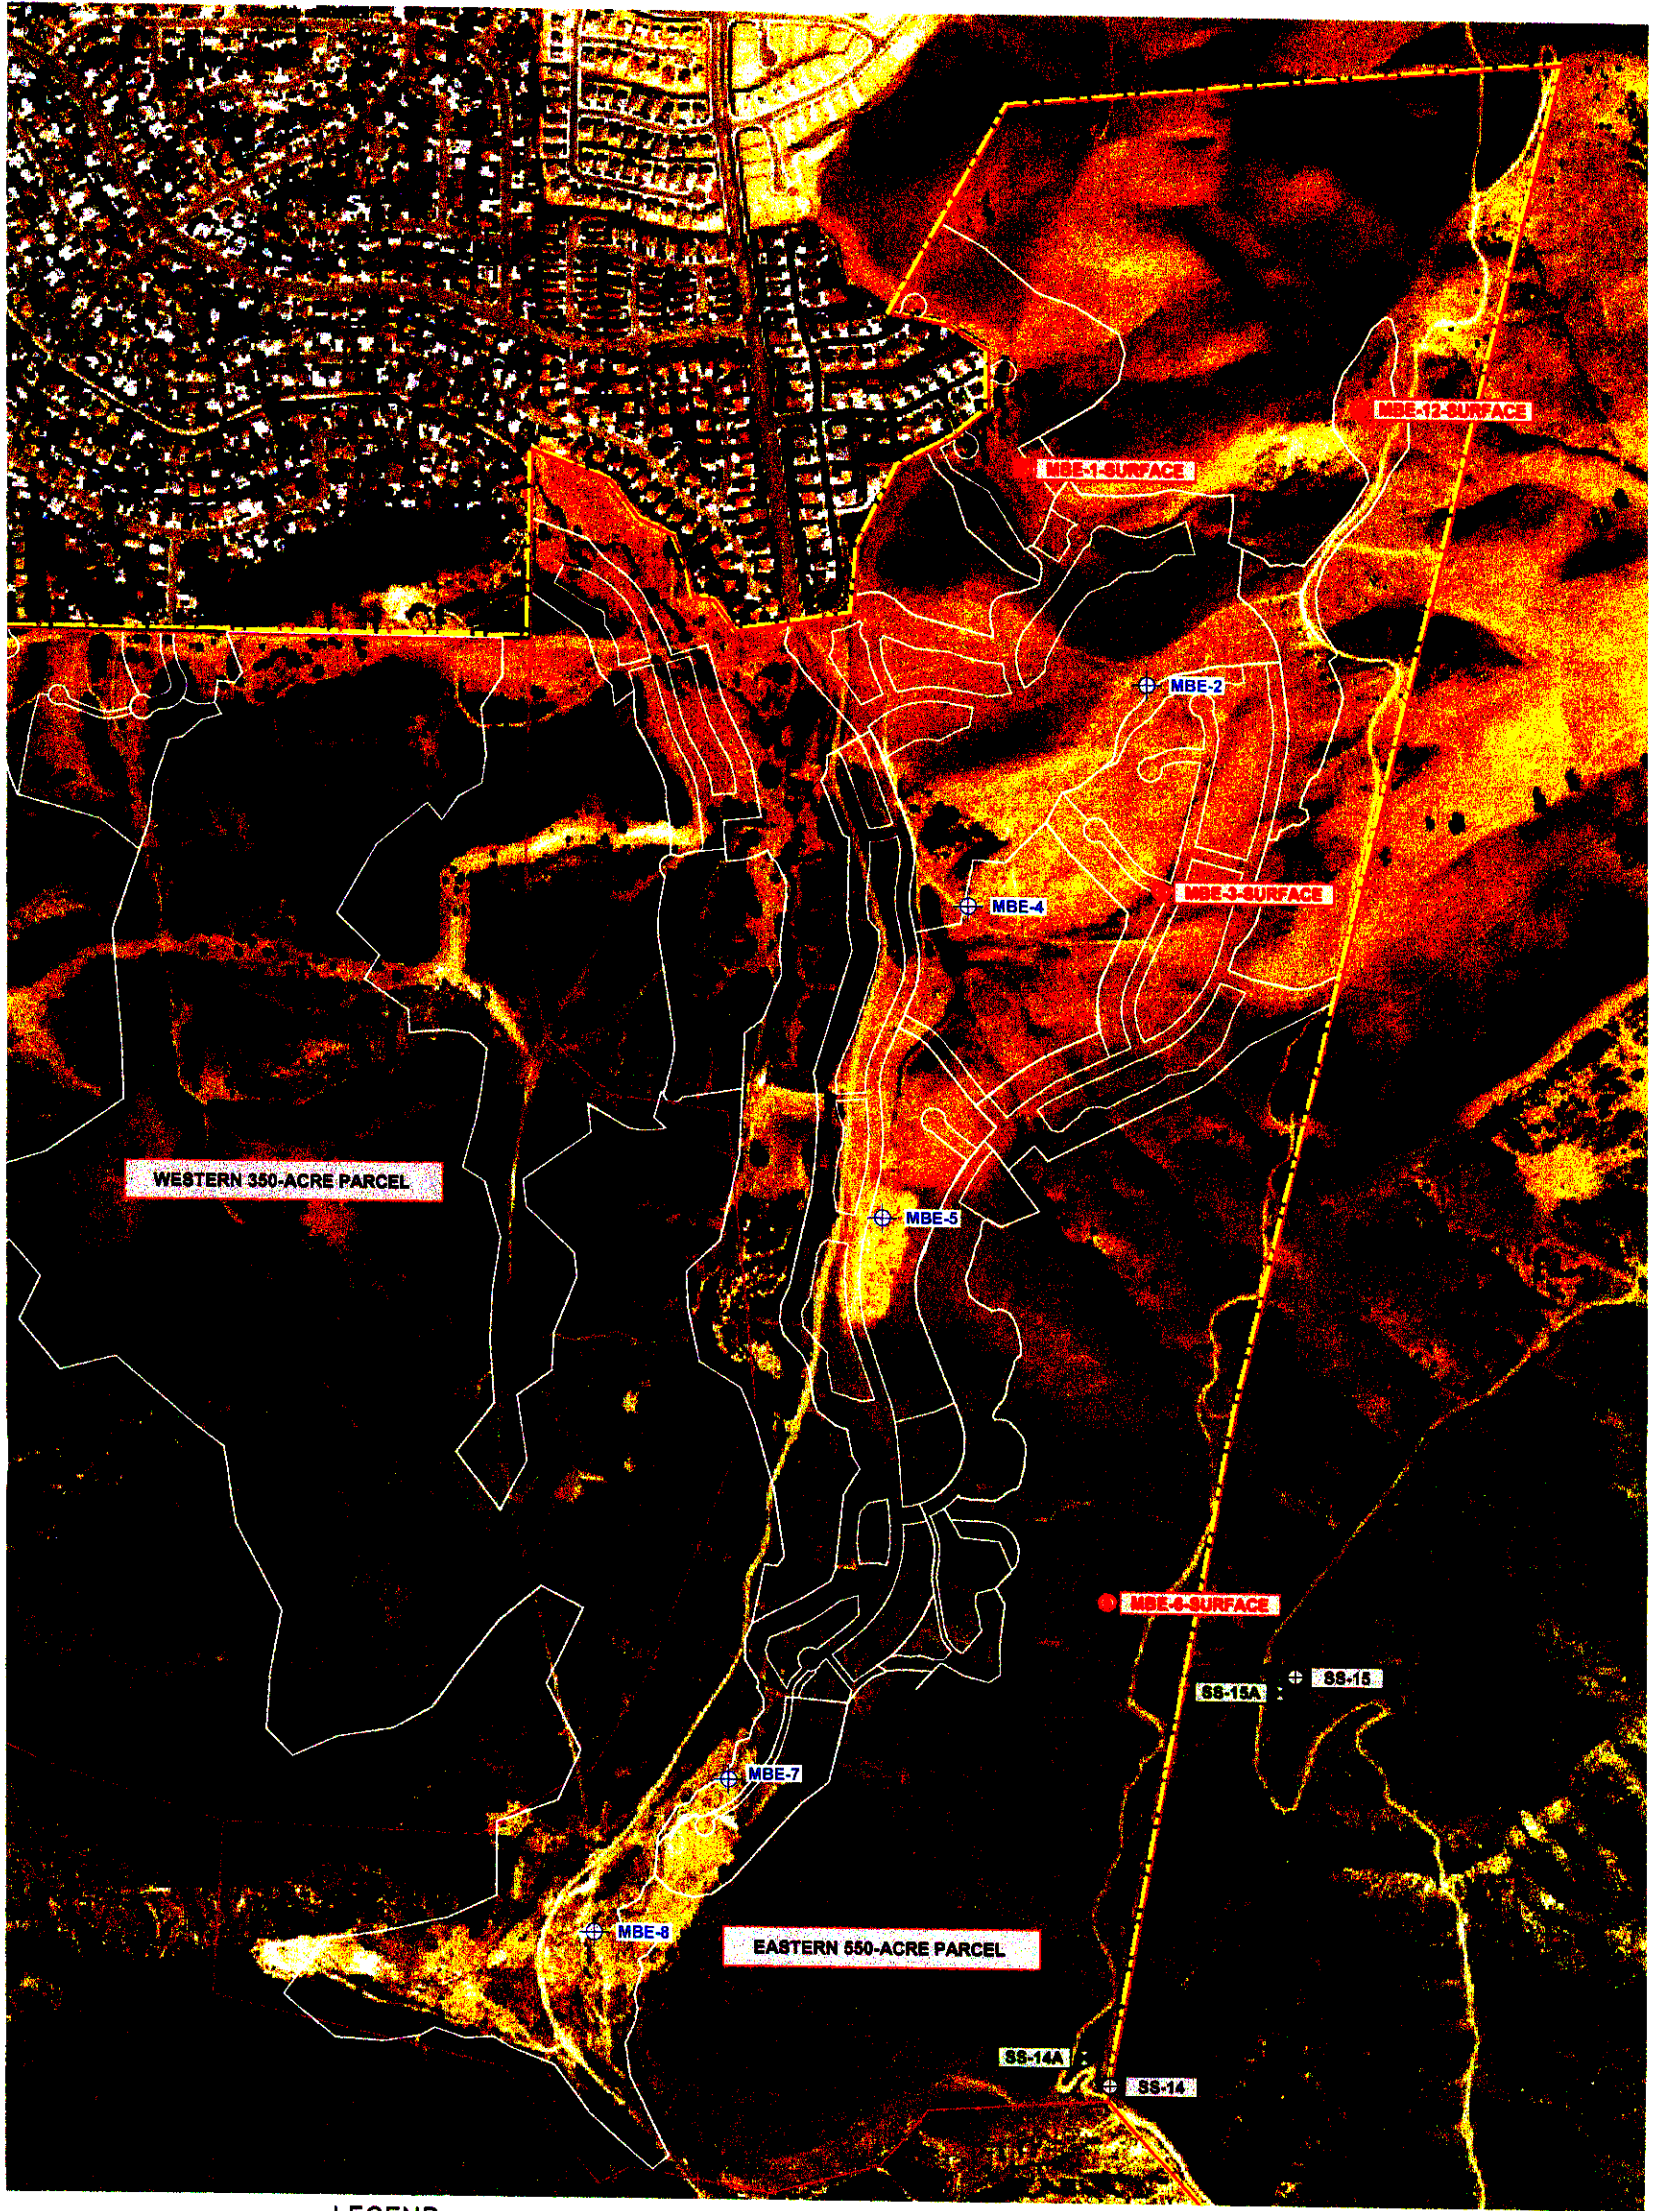 MBE-12-SURFACE
MBE-1-SURFACE
MBE-2
MBE-3-SURFACE
MBE-4
WESTERN 350-ACRE PARCEL
MBE-5
MBE-6-SURFACE
SS-15
SS-15A
MBE-7
MBE-8
EASTERN 550-ACRE PARCEL
SS-14A
SS-14
LEGEND